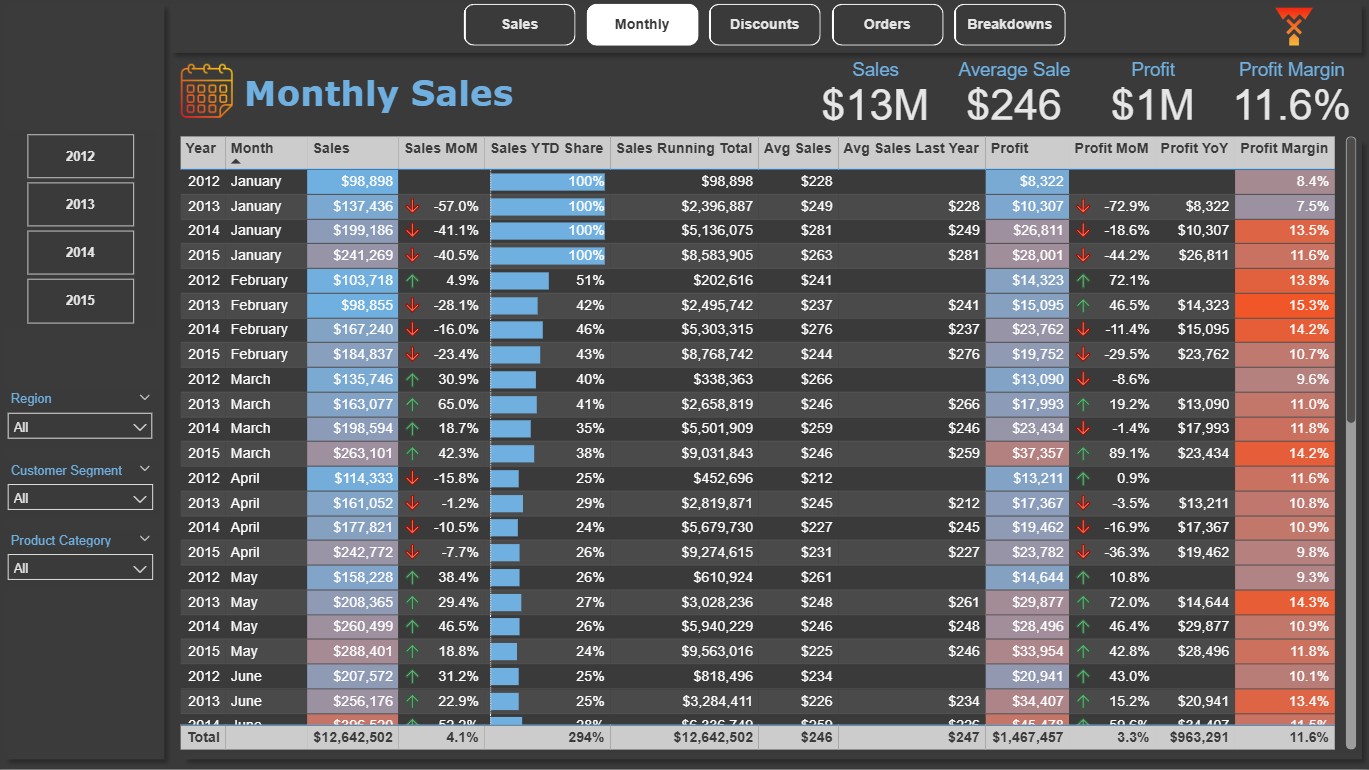 Sales Monthly Discounts Orders Breakdowns
Monthly Sales
Sales Average Sale Profit Profit Margin
$13M $246 $1M 11.6%
2012
2013
2014
2015
Region
All
Customer Segment
All
Product Category
All
Year Month Sales Sales MoM Sales YTD Share Sales Running Total Avg Sales Avg Sales Last Year Profit Profit MoM Profit YoY Profit Margin
2012 January $98,898 100% $98,898 $228 $8,322 8.4%
2013 January $137,436 -57.0% 100% $2,396,887 $249 $228 $10,307 -72.9% $8,322 7.5%
2014 January $199,186 -41.1% 100% $5,136,075 $281 $249 $26,811 -18.6% $10,307 13.5%
2015 January $241,269 -40.5% 100% $8,583,905 $263 $281 $28,001 -44.2% $26,811 11.6%
2012 February $103,718 4.9% 51% $202,616 $241 $14,323 72.1% 13.8%
2013 February $98,855 -28.1% 42% $2,495,742 $237 $241 $15,095 46.5% $14,323 15.3%
2014 February $167,240 -16.0% 46% $5,303,315 $276 $237 $23,762 -11.4% $15,095 14.2%
2015 February $184,837 -23.4% 43% $8,768,742 $244 $276 $19,752 -29.5% $23,762 10.7%
2012 March $135,746 30.9% 40% $338,363 $266 $13,090 -8.6% 9.6%
2013 March $163,077 65.0% 41% $2,658,819 $246 $266 $17,993 19.2% $13,090 11.0%
2014 March $198,594 18.7% 35% $5,501,909 $259 $246 $23,434 -1.4% $17,993 11.8%
2015 March $263,101 42.3% 38% $9,031,843 $246 $259 $37,357 89.1% $23,434 14.2%
2012 April $114,333 -15.8% 25% $452,696 $212 $13,211 0.9% 11.6%
2013 April $161,052 -1.2% 29% $2,819,871 $245 $212 $17,367 -3.5% $13,211 10.8%
2014 April $177,821 -10.5% 24% $5,679,730 $227 $245 $19,462 -16.9% $17,367 10.9%
2015 April $242,772 -7.7% 26% $9,274,615 $231 $227 $23,782 -36.3% $19,462 9.8%
2012 May $158,228 38.4% 26% $610,924 $261 $14,644 10.8% 9.3%
2013 May $208,365 29.4% 27% $3,028,236 $248 $261 $29,877 72.0% $14,644 14.3%
2014 May $260,499 46.5% 26% $5,940,229 $246 $248 $28,496 46.4% $29,877 10.9%
2015 May $288,401 18.8% 24% $9,563,016 $225 $246 $33,954 42.8% $28,496 11.8%
2012 June $207,572 31.2% 25% $818,496 $234 $20,941 43.0% 10.1%
2013 June $256,176 22.9% 25% $3,284,411 $226 $234 $34,407 15.2% $20,941 13.4%
2014 June
Total $12,642,502 4.1% 294% $12,642,502 $246 $247 $1,467,457 3.3% $963,291 11.6%